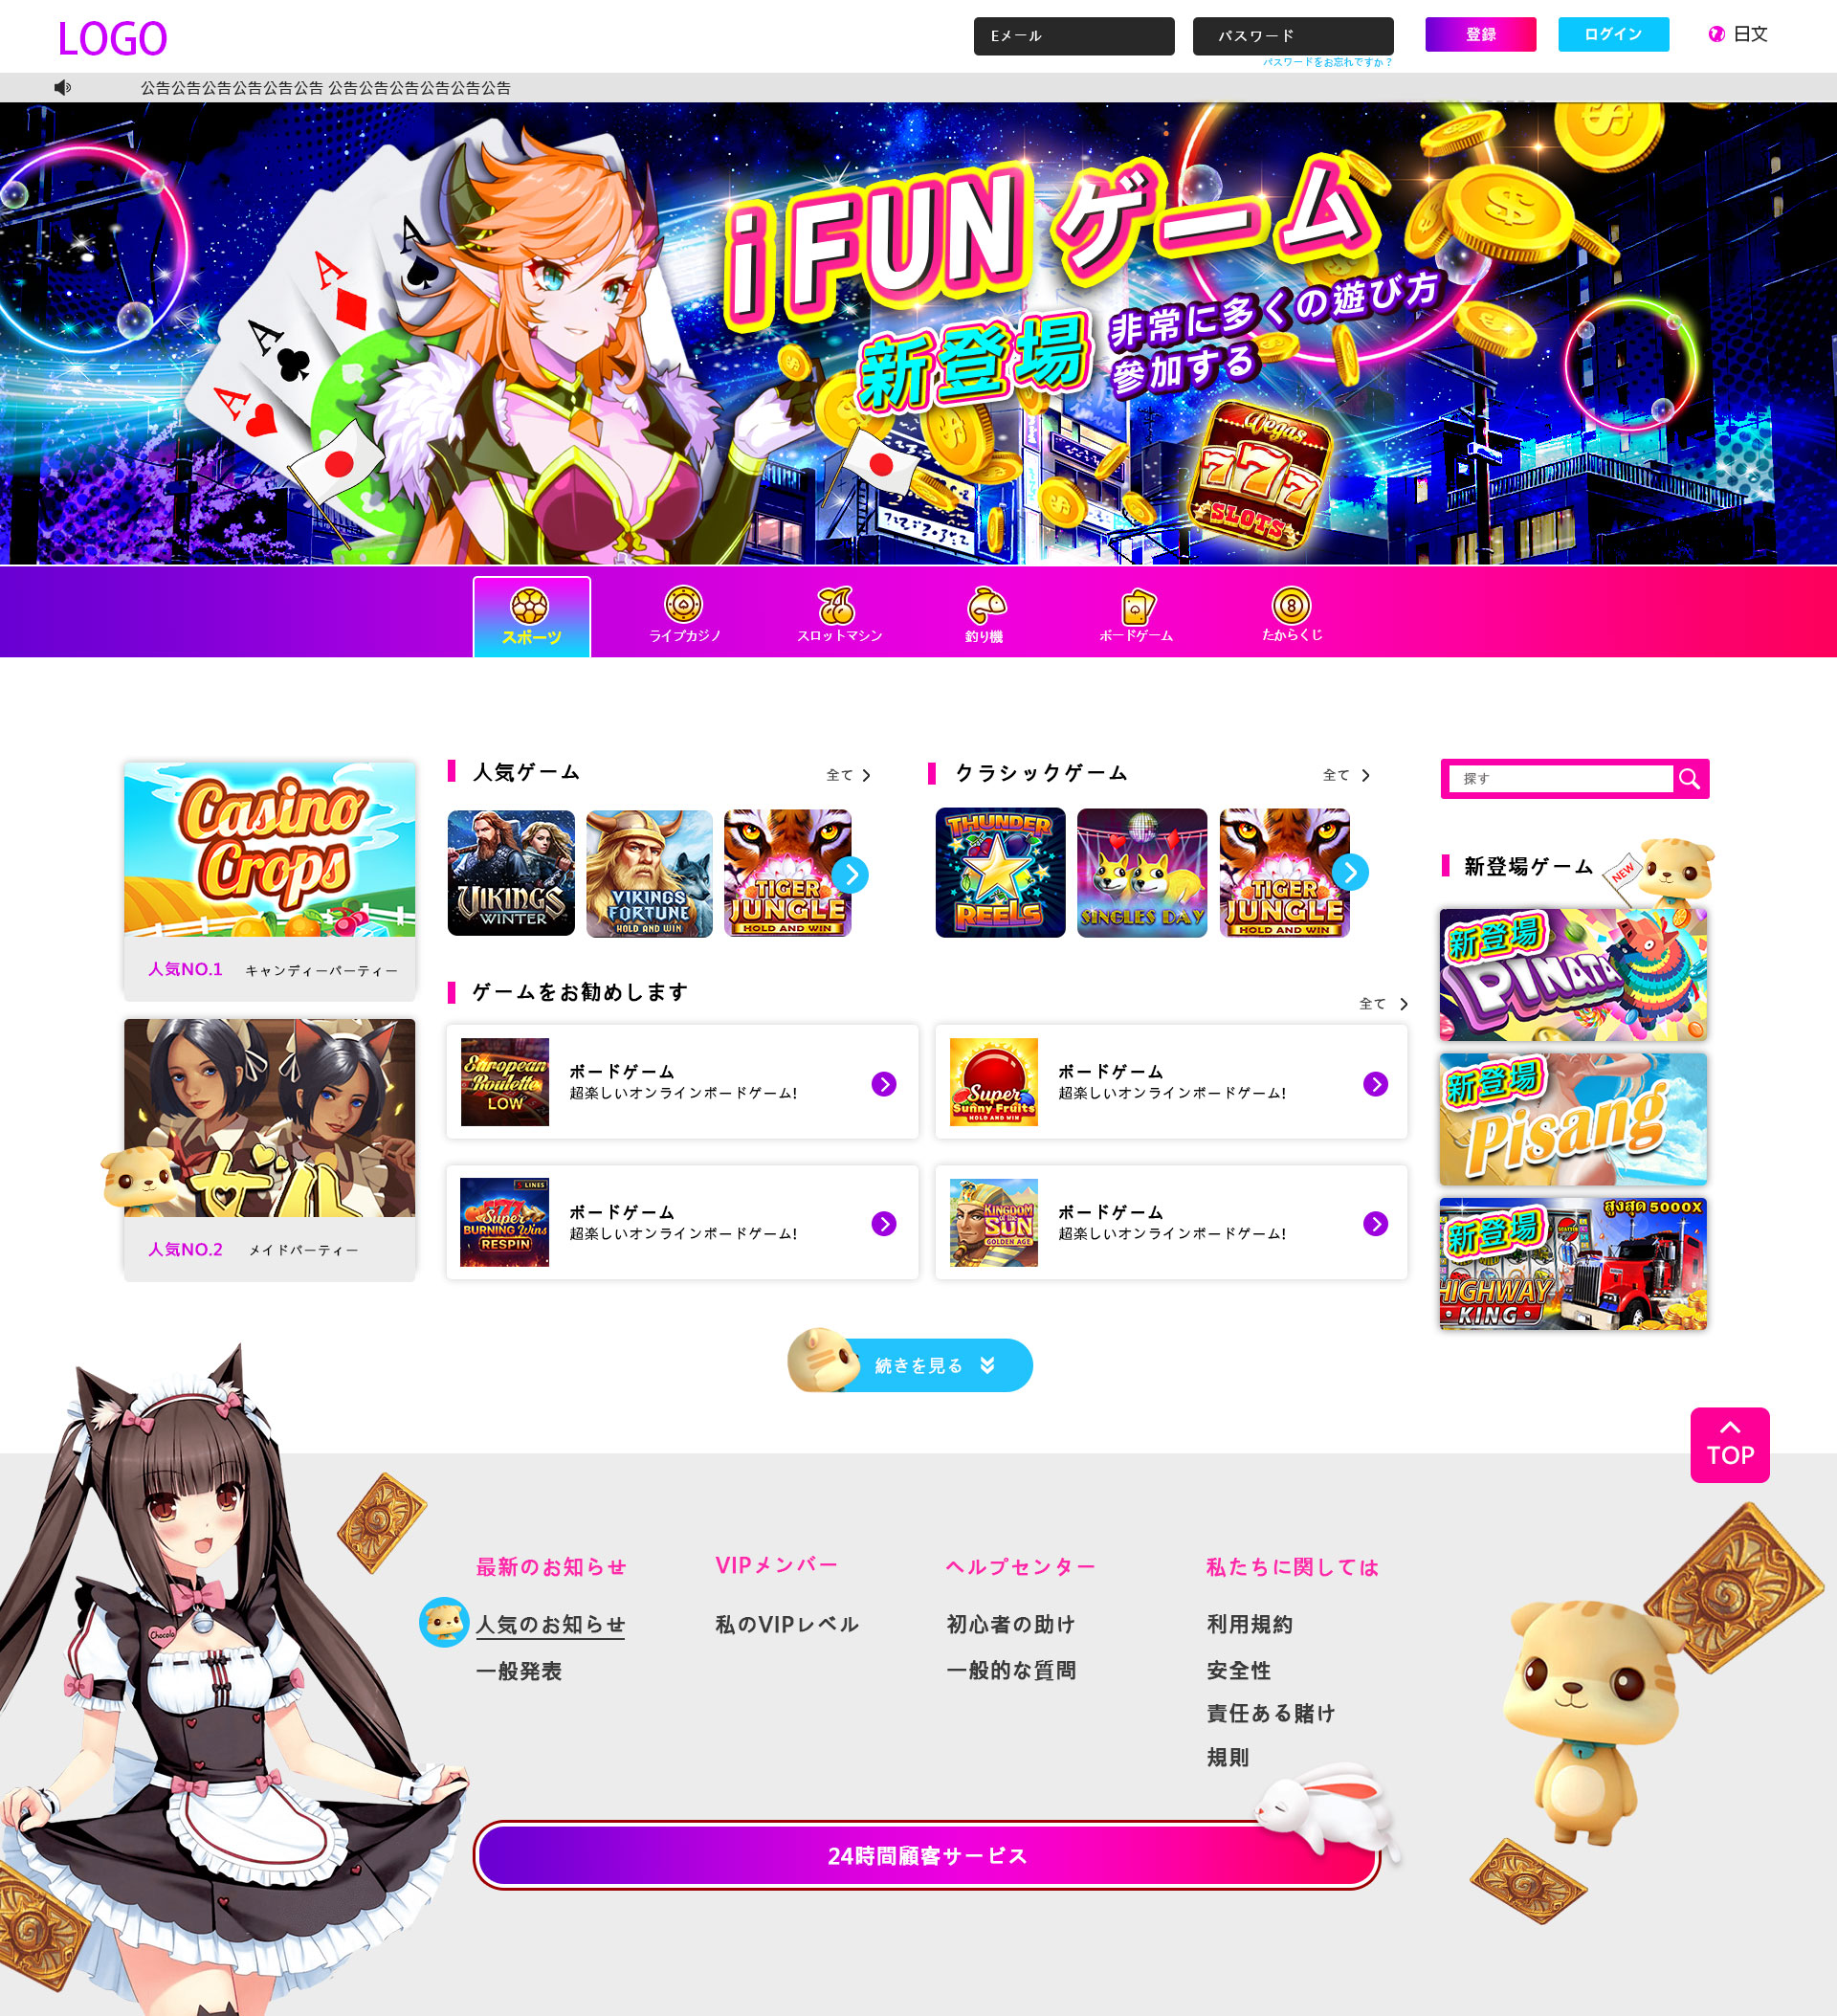 LOGO
Eメール
パスワード
登録
ログイン
日文
パスワードをお忘れですか？
公告公告公告公告公告公告 公告公告公告公告公告公告
A
A
A
A
i FUN ゲーム
新登場
非常に多くの遊び方
參加する
Vegas
777
SLOTS
スポーツ
ライブカジノ
スロットマシン
釣り機
ボードゲーム
8
たからくじ
Casino
Crops
人気NO.1
キャンディーパーティー
人気NO.2
メイドパーティー
人気ゲーム
全て
VIKINGS
WINTER
VIKINGS
FORTUNE
HOLD AND WIN
TIGER
JUNGLE
HOLD AND WIN
クラシックゲーム
全て
THUNDER
REELS
SINGLES DAY
TIGER
JUNGLE
HOLD AND WIN
ゲームをお勧めします
全て
European
Roulette
LOW
ボードゲーム
超楽しいオンラインボードゲーム!
Super
Sunny Fruits
HOLD AND WIN
ボードゲーム
超楽しいオンラインボードゲーム!
5 LINES
777
Super
BURNING Wins
RESPIN
ボードゲーム
超楽しいオンラインボードゲーム!
KINGDOM
of the
SUN
GOLDEN AGE
ボードゲーム
超楽しいオンラインボードゲーム!
探す
新登場ゲーム
NEW
新登場
PINATA
新登場
Pisang
สูงสุด 5000X
新登場
HIGHWAY
KING
続きを見る
TOP
最新のお知らせ
人気のお知らせ
一般発表
VIPメンバー
私のVIPレベル
ヘルプセンター
初心者の助け
一般的な質問
私たちに関しては
利用規約
安全性
責任ある賭け
規則
Chocola
24時間顧客サービス